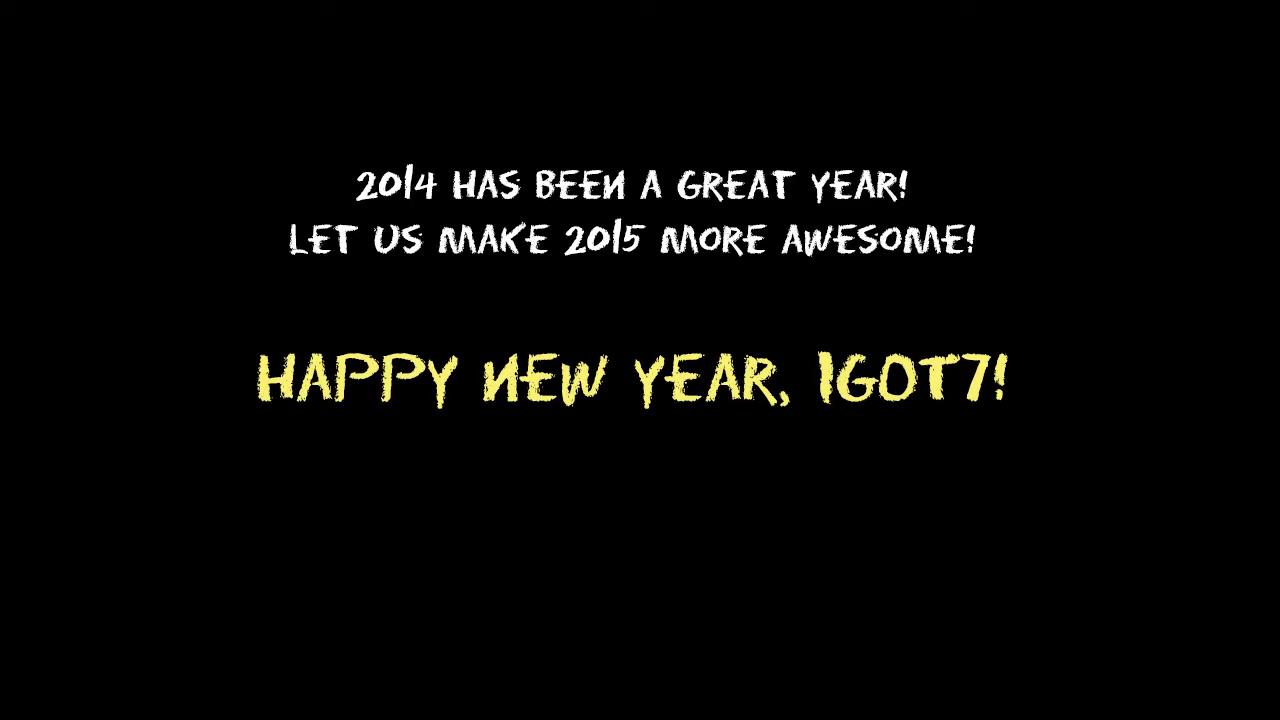 2014 HAS BEEN A GREAT YEAR!
LET US MAKE 2015 MORE AWESOME!
HAPPY NEW YEAR, IGOT7!